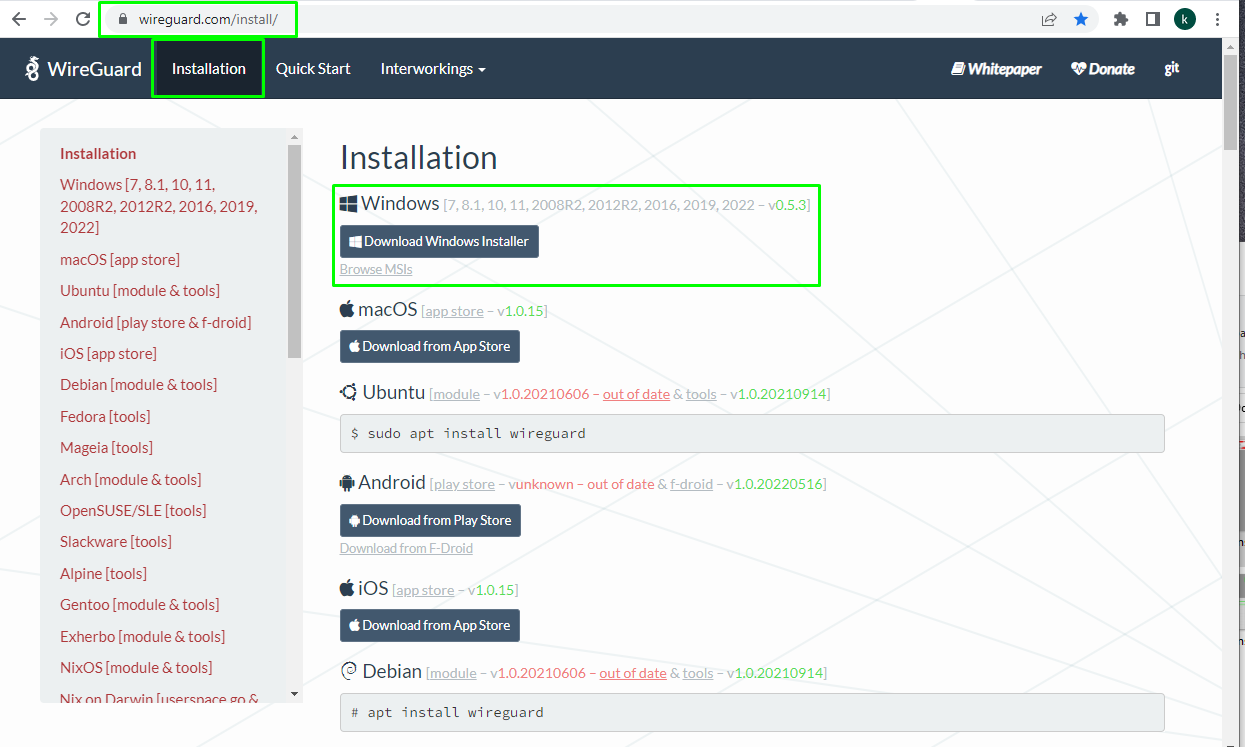 wireguard.com/install/
k
WireGuard
Installation
Quick Start
Interworkings
Whitepaper
Donate
git
Installation
Windows [7, 8.1, 10, 11,
2008R2, 2012R2, 2016, 2019,
2022]
macOS [app store]
Ubuntu [module & tools]
Android [play store & f-droid]
iOS [app store]
Debian [module & tools]
Fedora [tools]
Mageia [tools]
Arch [module & tools]
OpenSUSE/SLE [tools]
Slackware [tools]
Alpine [tools]
Gentoo [module & tools]
Exherbo [module & tools]
NixOS [module & tools]
Nix on Darwin [userspace go &
Installation
Windows [7, 8.1, 10, 11, 2008R2, 2012R2, 2016, 2019, 2022 – v0.5.3]
Download Windows Installer
Browse MSIs
macOS [app store – v1.0.15]
Download from App Store
Ubuntu [module – v1.0.20210606 – out of date & tools – v1.0.20210914]
$ sudo apt install wireguard
Android [play store – vunknown – out of date & f-droid – v1.0.20220516]
Download from Play Store
Download from F-Droid
iOS [app store – v1.0.15]
Download from App Store
Debian [module – v1.0.20210606 – out of date & tools – v1.0.20210914]
# apt install wireguard